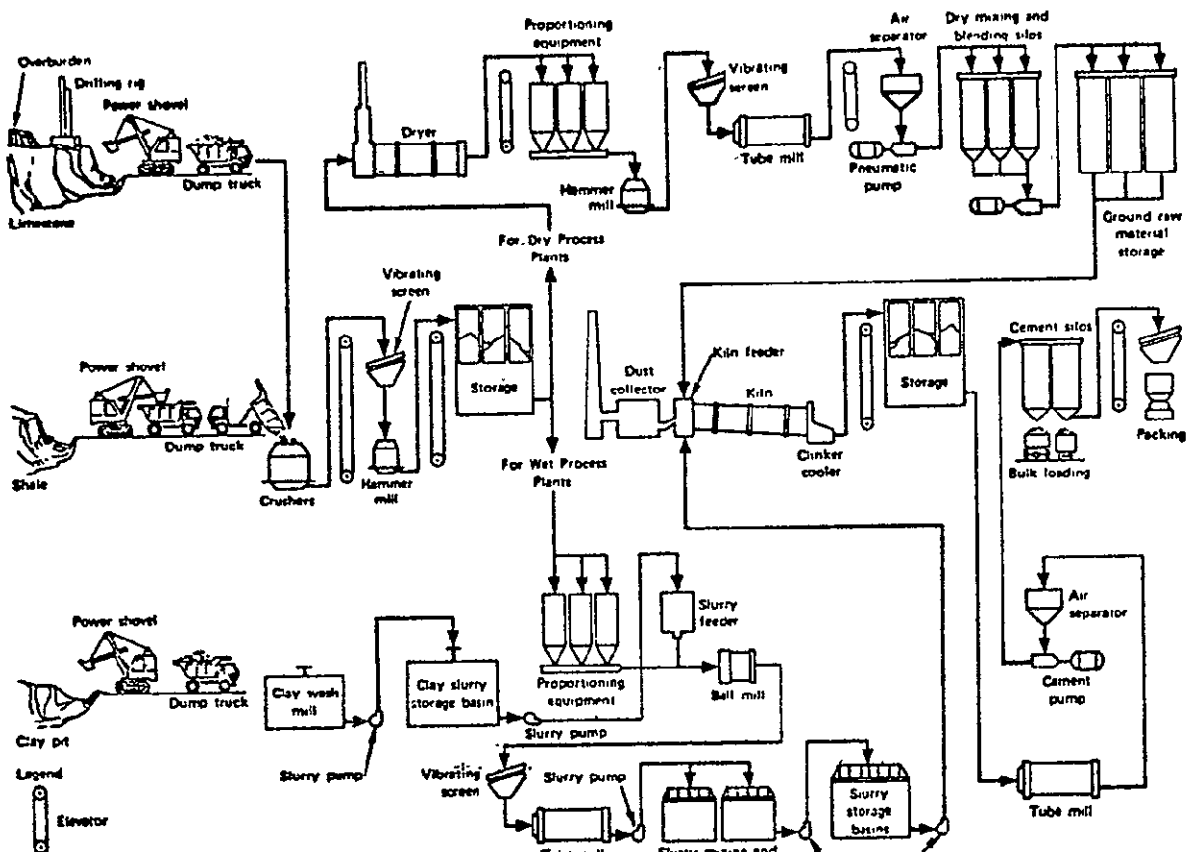 Overburden
Drilling rig
Power shovel
Dump truck
Limestone
Dryer
Proportioning
equipment
Hammer
mill
Vibrating
screen
Tube mill
Air
separator
Pneumatic
pump
Dry mixing and
blending silos
Ground raw
material
storage
For Dry Process
Plants
Power shovel
Dump truck
Shale
Crushers
Vibrating
screen
Hammer
mill
Storage
For Wet Process
Plants
Dust
collector
Kiln feeder
Kiln
Clinker
cooler
Storage
Cement silos
Bulk loading
Packing
Power shovel
Dump truck
Clay pit
Clay wash
mill
Slurry pump
Clay slurry
storage basin
Slurry pump
Proportioning
equipment
Slurry
feeder
Ball mill
Air
separator
Cement
pump
Tube mill
Legend
Elevator
Vibrating
screen
Slurry pump
Slurry
storage
basins
Slurry mixing and